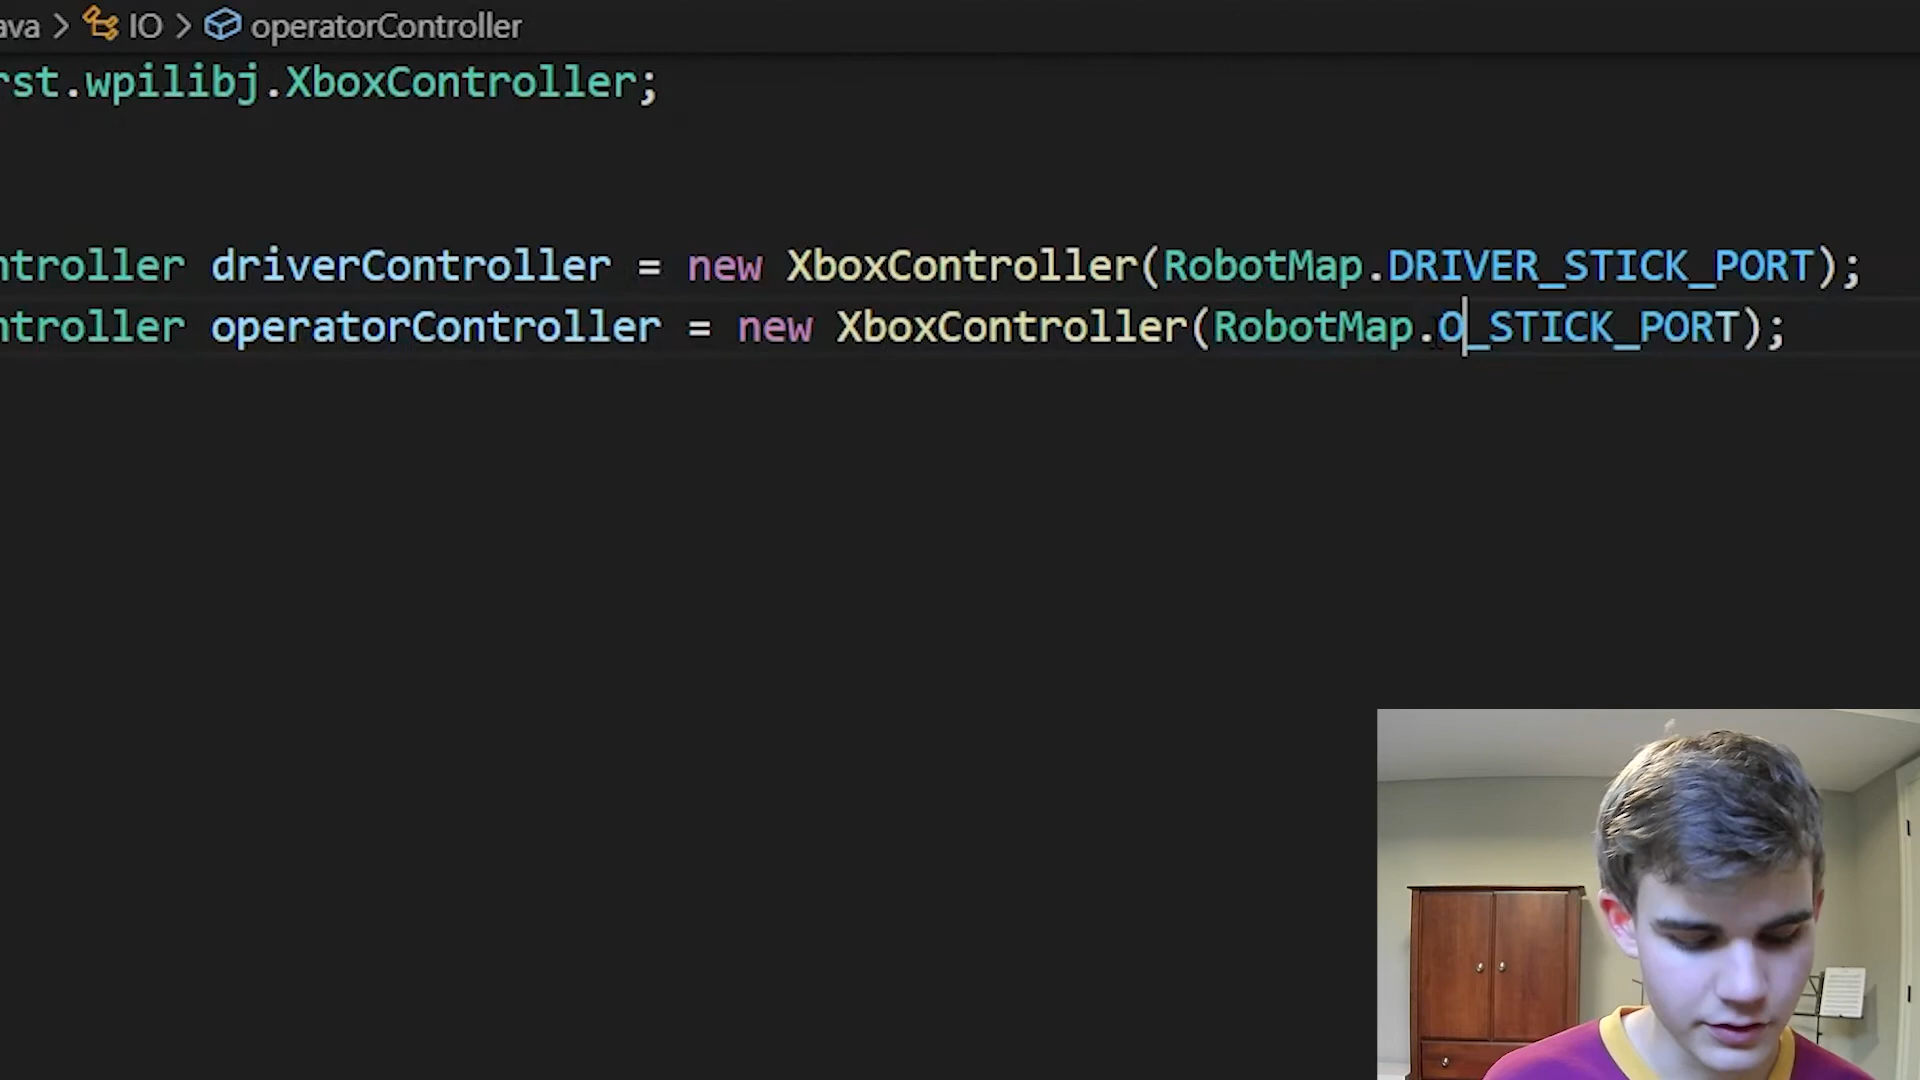 ava > IO > operatorController
rst.wpilibj.XboxController;
ntroller driverController = new XboxController(RobotMap.DRIVER_STICK_PORT);
ntroller operatorController = new XboxController(RobotMap.O_STICK_PORT);